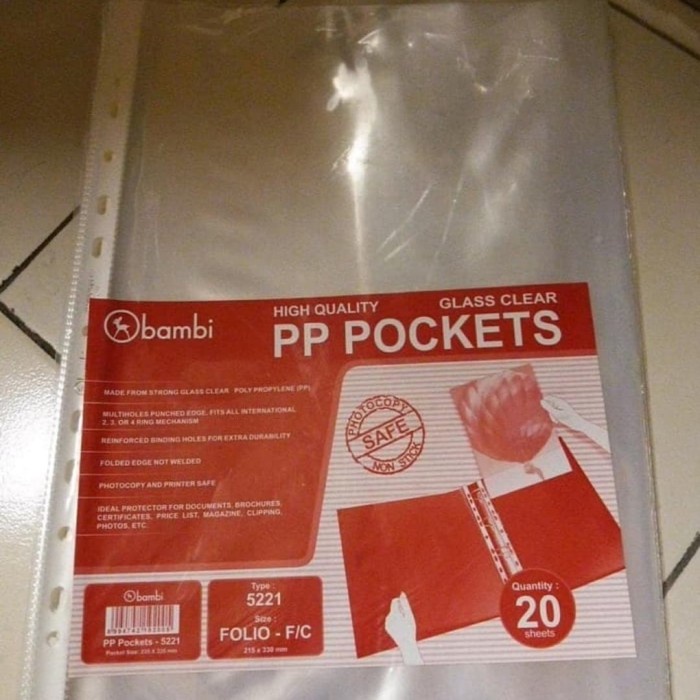 bambi
HIGH QUALITY GLASS CLEAR
PP POCKETS
MADE FROM STRONG GLASS CLEAR POLY PROPYLENE (PP)
MULTIHOLES PUNCHED EDGE, FITS ALL INTERNATIONAL
2, 3, OR 4 RING MECHANISM
REINFORCED BINDING HOLES FOR EXTRA DURABILITY
FOLDED EDGE NOT WELDED
PHOTOCOPY AND PRINTER SAFE
IDEAL PROTECTOR FOR DOCUMENTS, BROCHURES,
CERTIFICATES, PRICE LIST, MAGAZINE, CLIPPING,
PHOTOS, ETC.
PHOTOCOPY
SAFE
NON STICK
bambi
PP Pockets - 5221
Type :
5221
Size :
FOLIO - F/C
215 x 330 mm
Quantity :
20
sheets